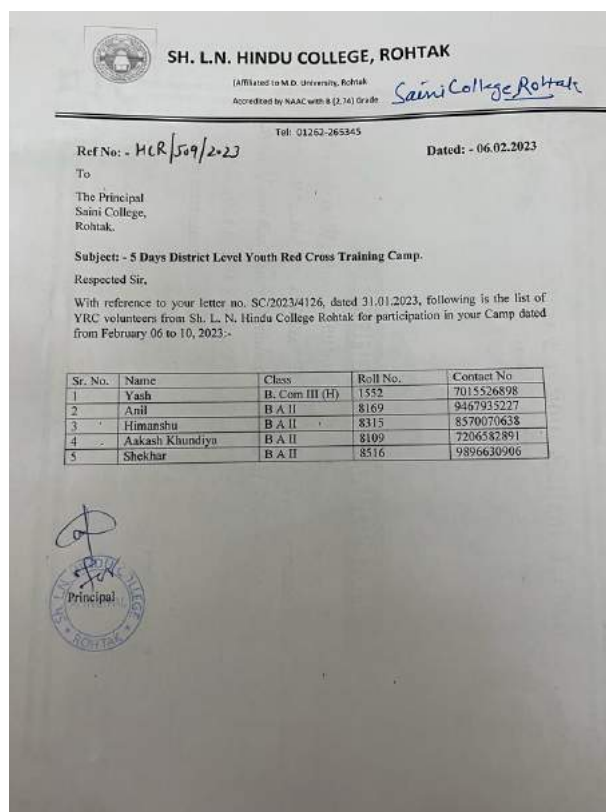 SH. L.N. HINDU COLLEGE, ROHTAK
(Affiliated to M.D. University, Rohtak
Accredited by NAAC with B (2.74) Grade
Saini College Rohtak
Tel: 01262-265345
Ref No: - HCR/509/2023 Dated: - 06.02.2023
To
The Principal
Saini College,
Rohtak.
Subject: - 5 Days District Level Youth Red Cross Training Camp.
Respected Sir,
With reference to your letter no. SC/2023/4126, dated 31.01.2023, following is the list of
YRC volunteers from Sh. L. N. Hindu College Rohtak for participation in your Camp dated
from February 06 to 10, 2023:-
Sr. No. Name Class Roll No. Contact No
1 Yash B. Com III (H) 1552 7015526898
2 Anil B A II 8169 9467935227
3 Himanshu B A II 8315 8570070638
4 Aakash Khundiya B A II 8109 7206582891
5 Shekhar B A II 8516 9896630906
Principal
SH. L.N. HINDU COLLEGE
ROHTAK